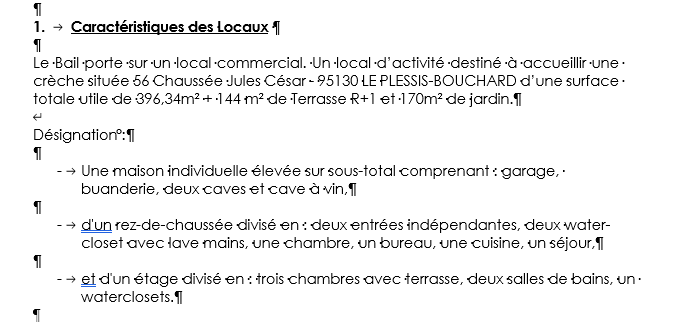 1. Caractéristiques des Locaux
Le Bail porte sur un local commercial. Un local d'activité destiné à accueillir une
crèche située 56 Chaussée Jules César - 95130 LE PLESSIS-BOUCHARD d'une surface
totale utile de 396,34m² + 144 m² de Terrasse R+1 et 170m² de jardin.
Désignation :
- Une maison individuelle élevée sur sous-total comprenant : garage,
buanderie, deux caves et cave à vin,
- d'un rez-de-chaussée divisé en : deux entrées indépendantes, deux water-
closet avec lave mains, une chambre, un bureau, une cuisine, un séjour,
- et d'un étage divisé en : trois chambres avec terrasse, deux salles de bains, un
waterclosets.